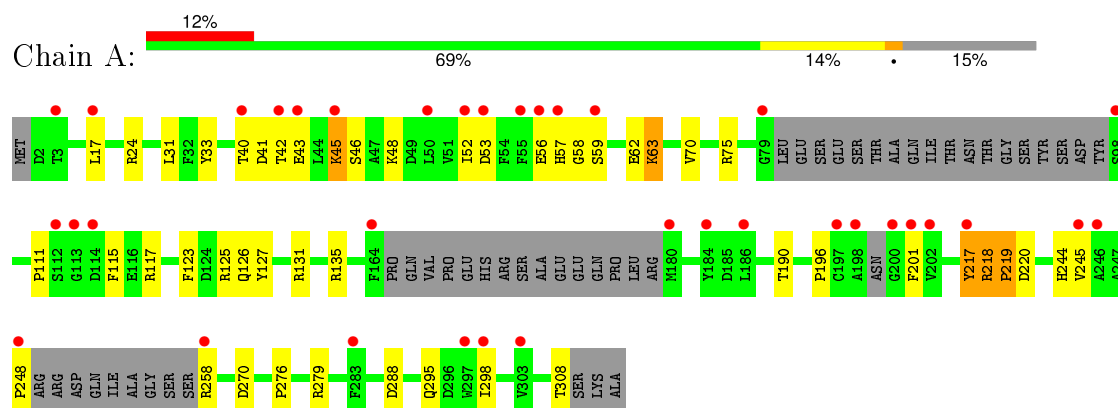 12%
Chain A:
69% 14% • 15%
MET D2 T3 L17 R24 L31 F32 Y33 T40 D41 T42 E43 L44 K45 S46 A47 K48 D49 L50 V51 I52 D53 F54 F55 E56 H57 G58 S59 E62 K63 V70 R75 G79 LEU GLU SER GLU SER THR ALA GLN ILE THR ASN THR GLY SER TYR SER ASP TYR S98
P111 S112 G113 D114 F115 E116 R117 F123 D124 R125 Q126 Y127 R131 R135 F164 PRO GLN VAL PRO GLU HIS ARG SER ALA GLU GLU GLN PRO LEU ARG M180 Y184 D185 L186 T190 P196 C197 A198 ASN G200 F201 V202 Y217 R218 P219 D220 H244 V245 A246 A247
P248 ARG ARG ASP GLN ILE ALA GLY SER SER R258 D270 P276 R279 F283 D288 Q295 D296 W297 I298 V303 T308 SER LYS ALA